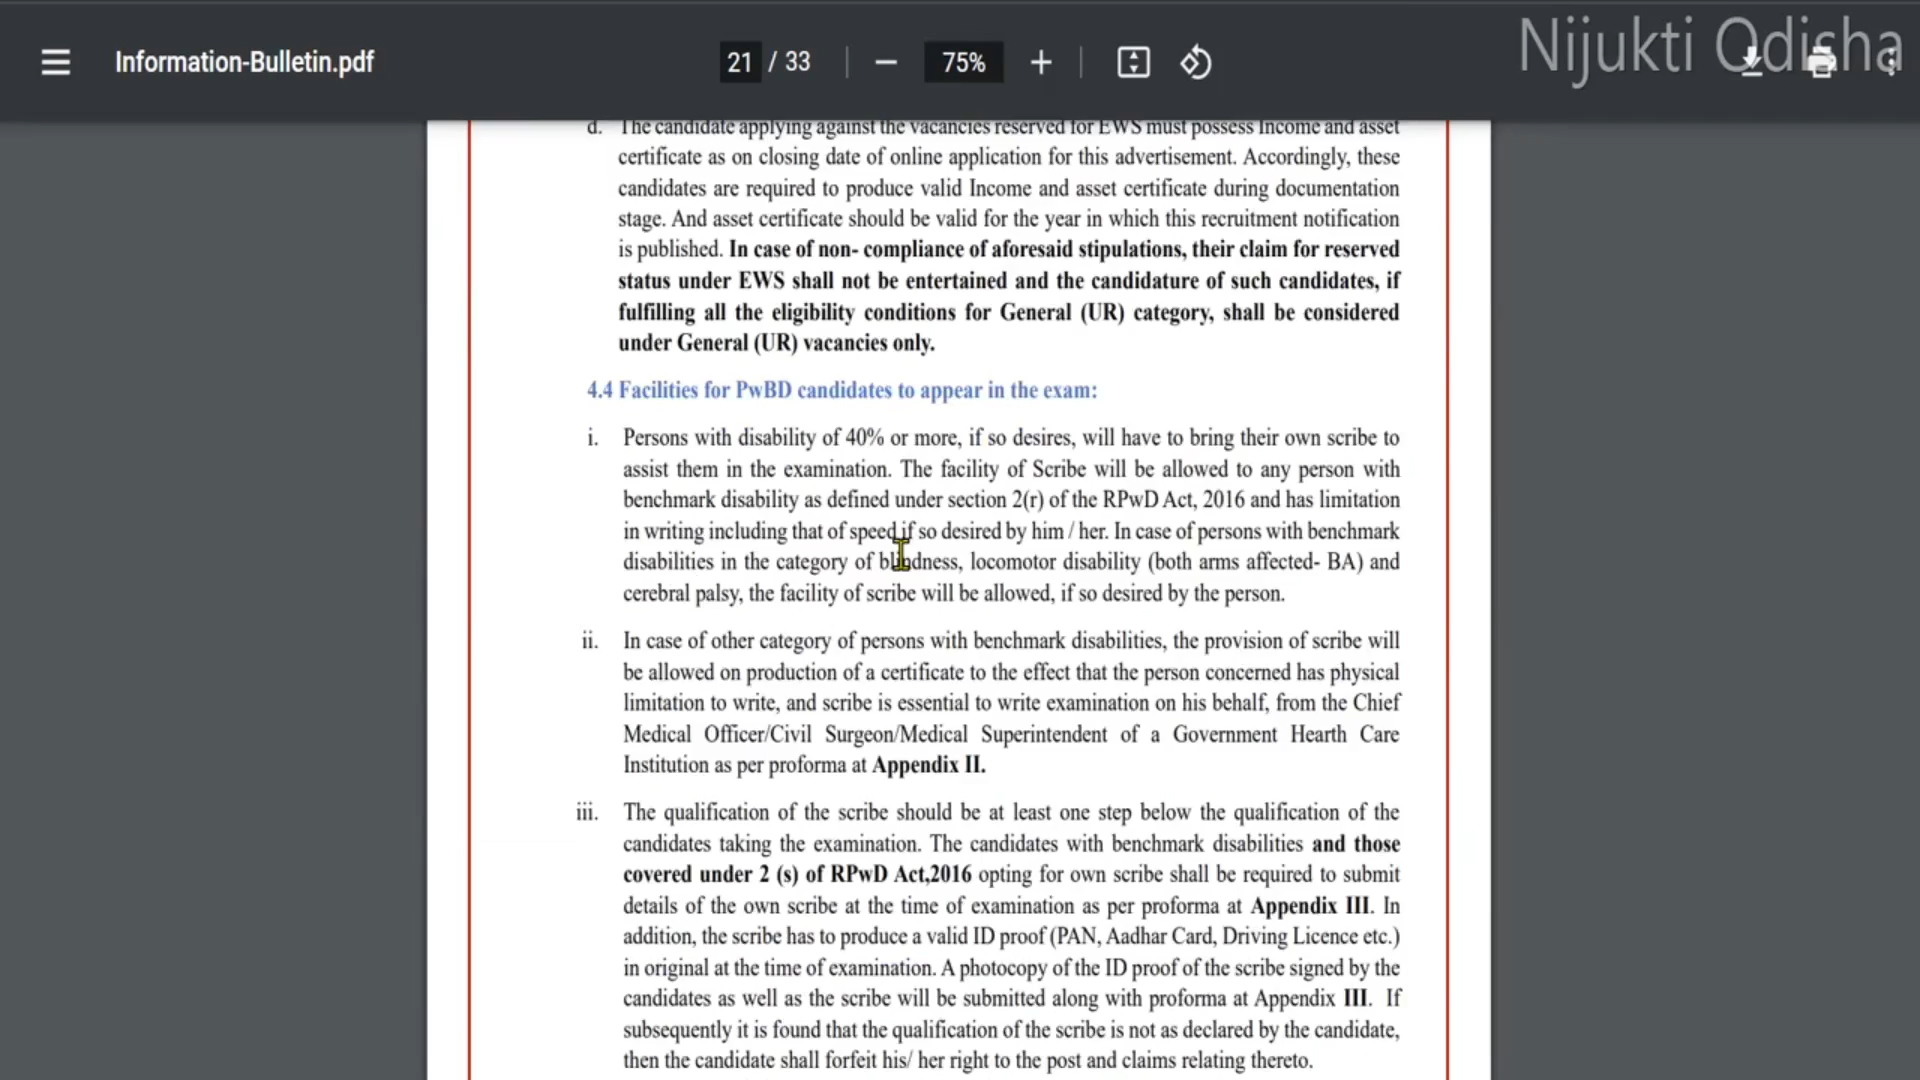 Information-Bulletin.pdf
21 / 33
75%
Nijukti Odisha
d. The candidate applying against the vacancies reserved for EWS must possess Income and asset
certificate as on closing date of online application for this advertisement. Accordingly, these
candidates are required to produce valid Income and asset certificate during documentation
stage. And asset certificate should be valid for the year in which this recruitment notification
is published. In case of non- compliance of aforesaid stipulations, their claim for reserved
status under EWS shall not be entertained and the candidature of such candidates, if
fulfilling all the eligibility conditions for General (UR) category, shall be considered
under General (UR) vacancies only.
4.4 Facilities for PwBD candidates to appear in the exam:
i. Persons with disability of 40% or more, if so desires, will have to bring their own scribe to
assist them in the examination. The facility of Scribe will be allowed to any person with
benchmark disability as defined under section 2(r) of the RPwD Act, 2016 and has limitation
in writing including that of speed if so desired by him / her. In case of persons with benchmark
disabilities in the category of blindness, locomotor disability (both arms affected- BA) and
cerebral palsy, the facility of scribe will be allowed, if so desired by the person.
ii. In case of other category of persons with benchmark disabilities, the provision of scribe will
be allowed on production of a certificate to the effect that the person concerned has physical
limitation to write, and scribe is essential to write examination on his behalf, from the Chief
Medical Officer/Civil Surgeon/Medical Superintendent of a Government Hearth Care
Institution as per proforma at Appendix II.
iii. The qualification of the scribe should be at least one step below the qualification of the
candidates taking the examination. The candidates with benchmark disabilities and those
covered under 2 (s) of RPwD Act,2016 opting for own scribe shall be required to submit
details of the own scribe at the time of examination as per proforma at Appendix III. In
addition, the scribe has to produce a valid ID proof (PAN, Aadhar Card, Driving Licence etc.)
in original at the time of examination. A photocopy of the ID proof of the scribe signed by the
candidates as well as the scribe will be submitted along with proforma at Appendix III. If
subsequently it is found that the qualification of the scribe is not as declared by the candidate,
then the candidate shall forfeit his/ her right to the post and claims relating thereto.